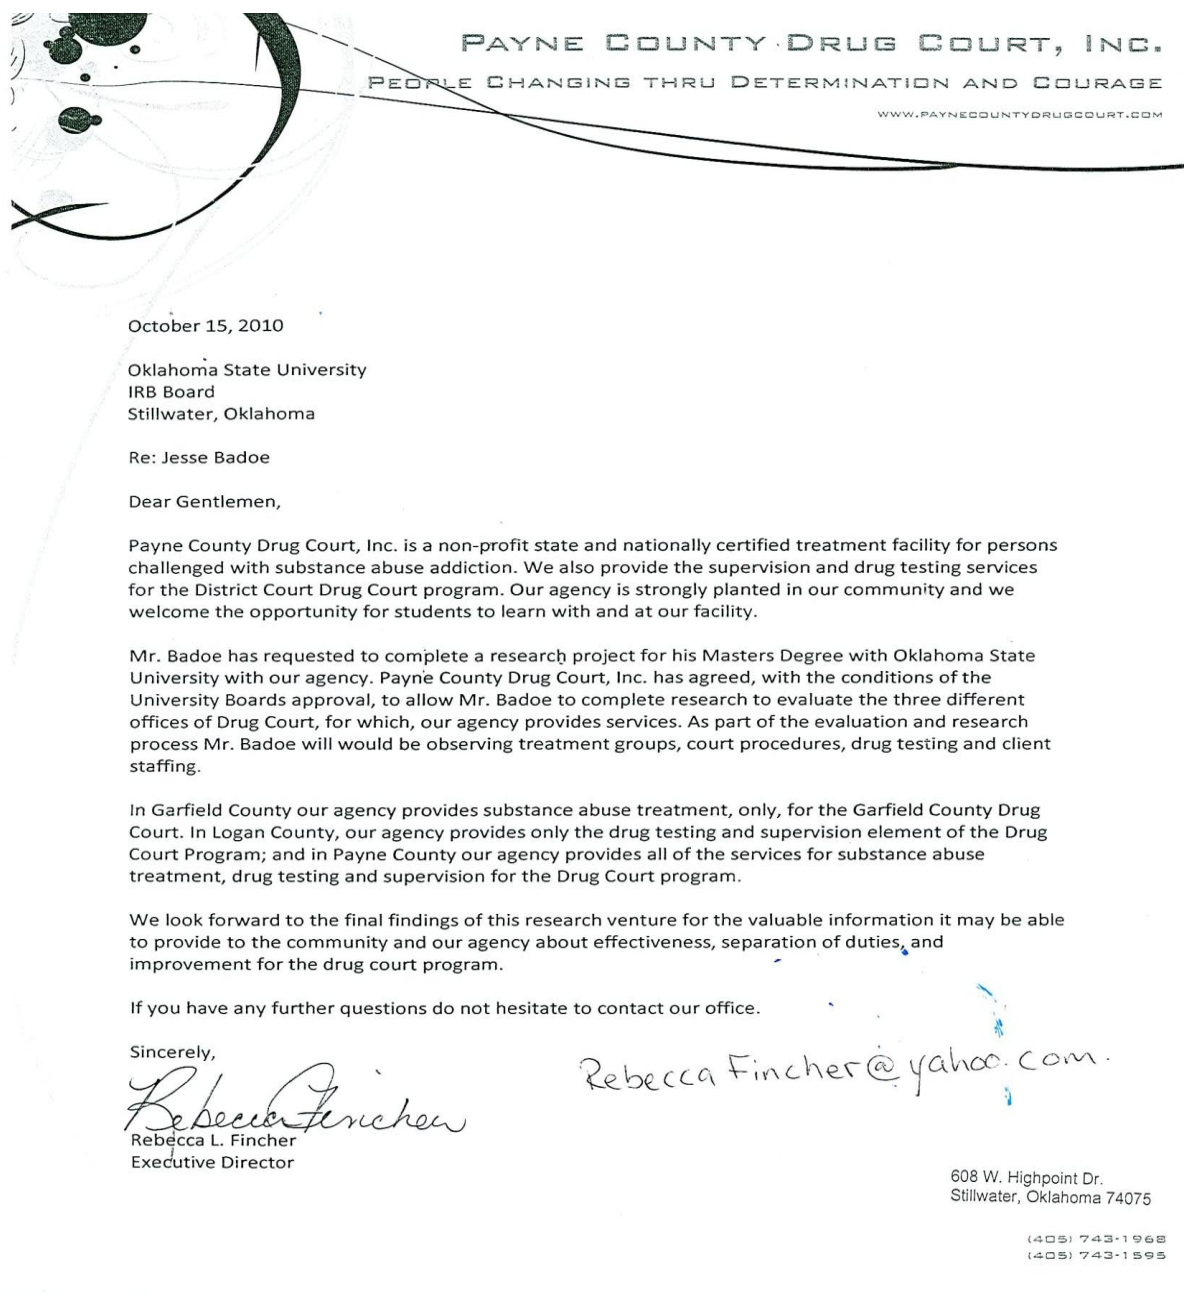 PAYNE COUNTY DRUG COURT, INC.
PEOPLE CHANGING THRU DETERMINATION AND COURAGE
WWW.PAYNECOUNTYDRUGCOURT.COM
October 15, 2010
Oklahoma State University
IRB Board
Stillwater, Oklahoma
Re: Jesse Badoe
Dear Gentlemen,
Payne County Drug Court, Inc. is a non-profit state and nationally certified treatment facility for persons
challenged with substance abuse addiction. We also provide the supervision and drug testing services
for the District Court Drug Court program. Our agency is strongly planted in our community and we
welcome the opportunity for students to learn with and at our facility.
Mr. Badoe has requested to complete a research project for his Masters Degree with Oklahoma State
University with our agency. Payne County Drug Court, Inc. has agreed, with the conditions of the
University Boards approval, to allow Mr. Badoe to complete research to evaluate the three different
offices of Drug Court, for which, our agency provides services. As part of the evaluation and research
process Mr. Badoe will would be observing treatment groups, court procedures, drug testing and client
staffing.
In Garfield County our agency provides substance abuse treatment, only, for the Garfield County Drug
Court. In Logan County, our agency provides only the drug testing and supervision element of the Drug
Court Program; and in Payne County our agency provides all of the services for substance abuse
treatment, drug testing and supervision for the Drug Court program.
We look forward to the final findings of this research venture for the valuable information it may be able
to provide to the community and our agency about effectiveness, separation of duties, and
improvement for the drug court program.
If you have any further questions do not hesitate to contact our office.
Sincerely,
Rebecca Fincher@yahoo.com.
Rebecca Fincher
Rebecca L. Fincher
Executive Director
608 W. Highpoint Dr.
Stillwater, Oklahoma 74075
(405) 743-1968
(405) 743-1595